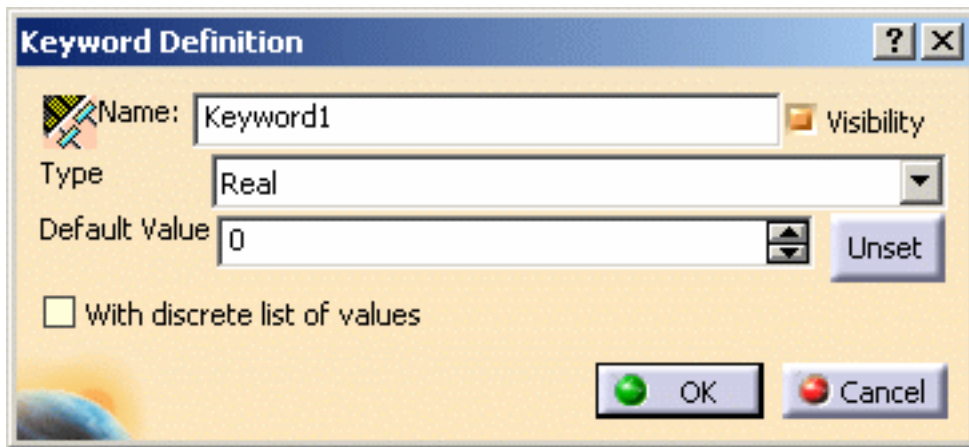 Keyword Definition
Name: Keyword1 Visibility
Type Real
Default Value 0 Unset
With discrete list of values
OK Cancel